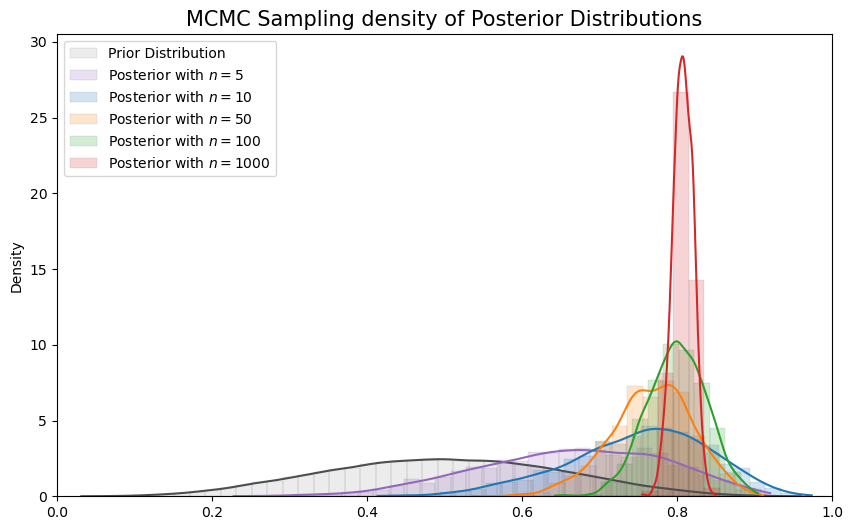 MCMC Sampling density of Posterior Distributions
Prior Distribution
Posterior with n = 5
Posterior with n = 10
Posterior with n = 50
Posterior with n = 100
Posterior with n = 1000
Density
30
25
20
15
10
5
0
0.0 0.2 0.4 0.6 0.8 1.0